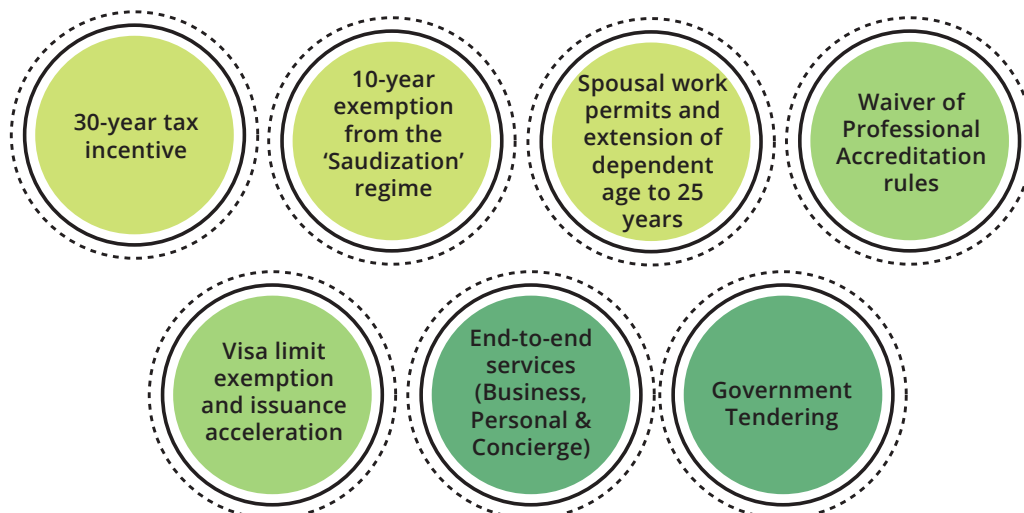 30-year tax
incentive
10-year
exemption
from the
‘Saudization’
regime
Spousal work
permits and
extension of
dependent
age to 25
years
Waiver of
Professional
Accreditation
rules
Visa limit
exemption
and issuance
acceleration
End-to-end
services
(Business,
Personal &
Concierge)
Government
Tendering